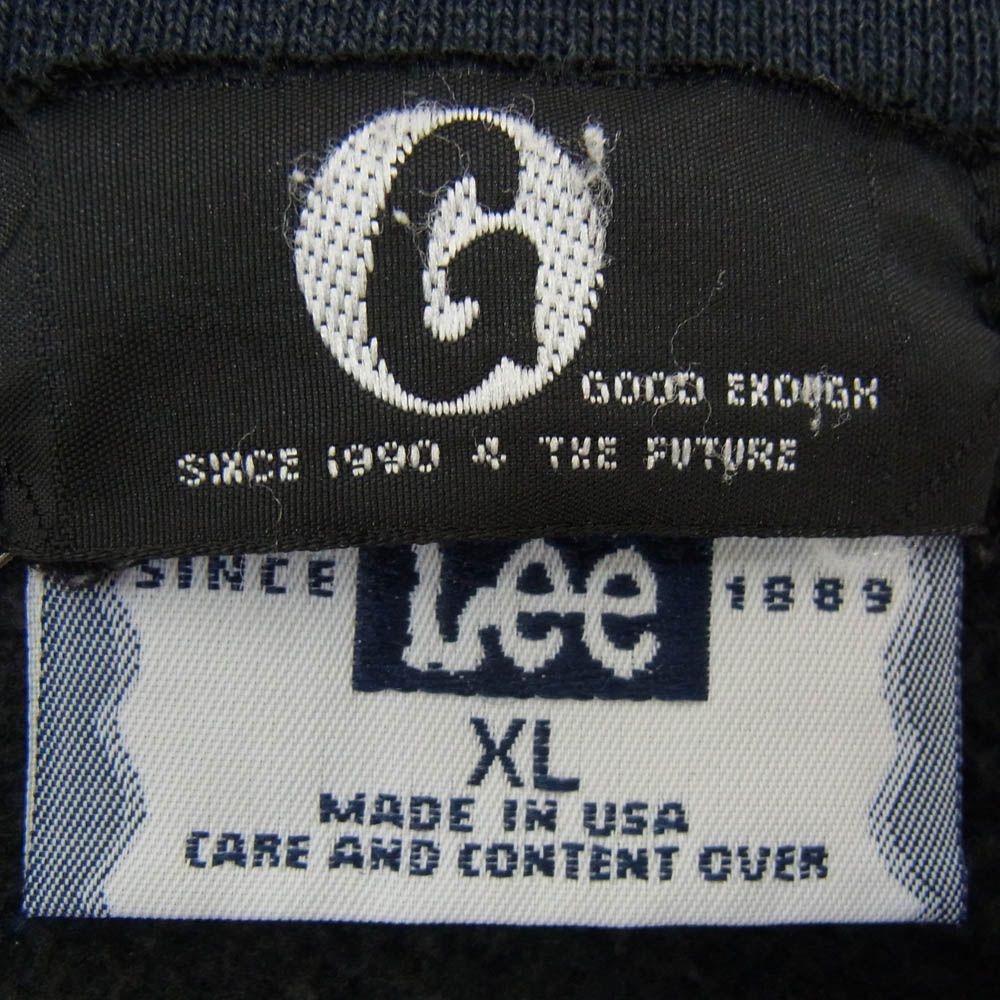 G
GOOD ENOUGH
SINCE 1990 & THE FUTURE
SINCE Lee 1889
XL
MADE IN USA
CARE AND CONTENT OVER